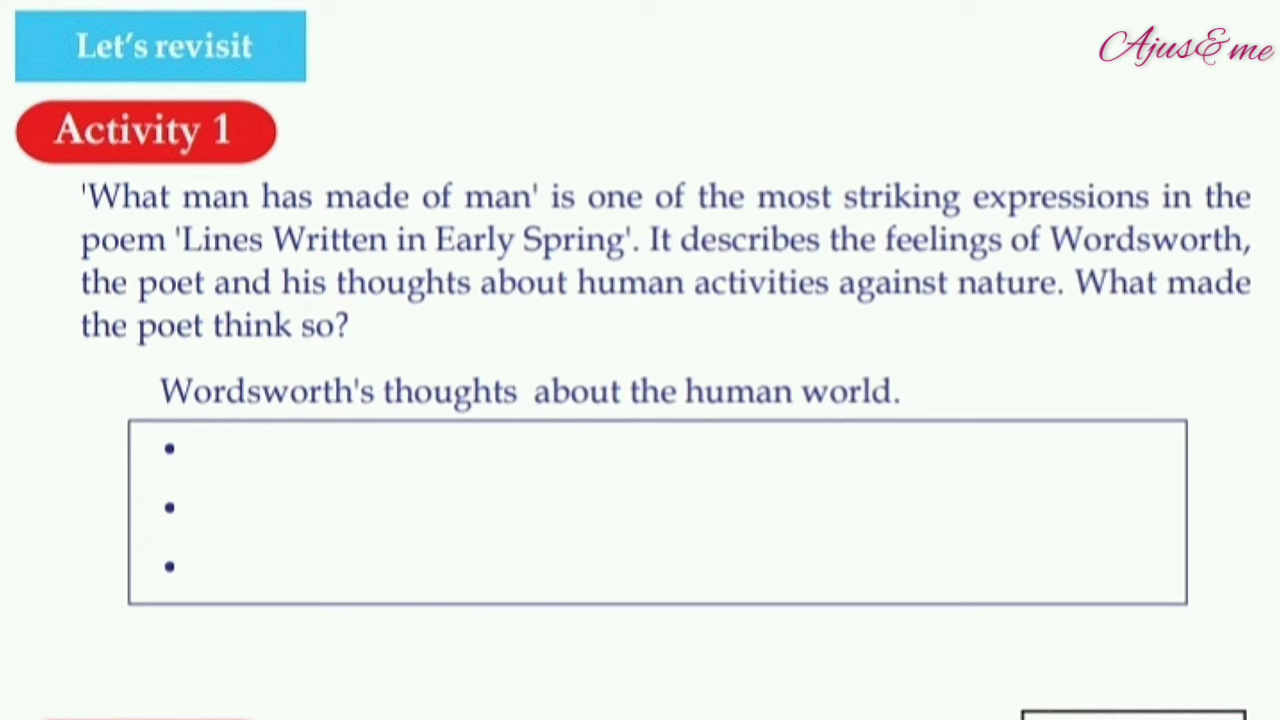 Let's revisit
Ajus& me
Activity 1
'What man has made of man' is one of the most striking expressions in the
poem 'Lines Written in Early Spring'. It describes the feelings of Wordsworth,
the poet and his thoughts about human activities against nature. What made
the poet think so?
Wordsworth's thoughts about the human world.
•
•
•